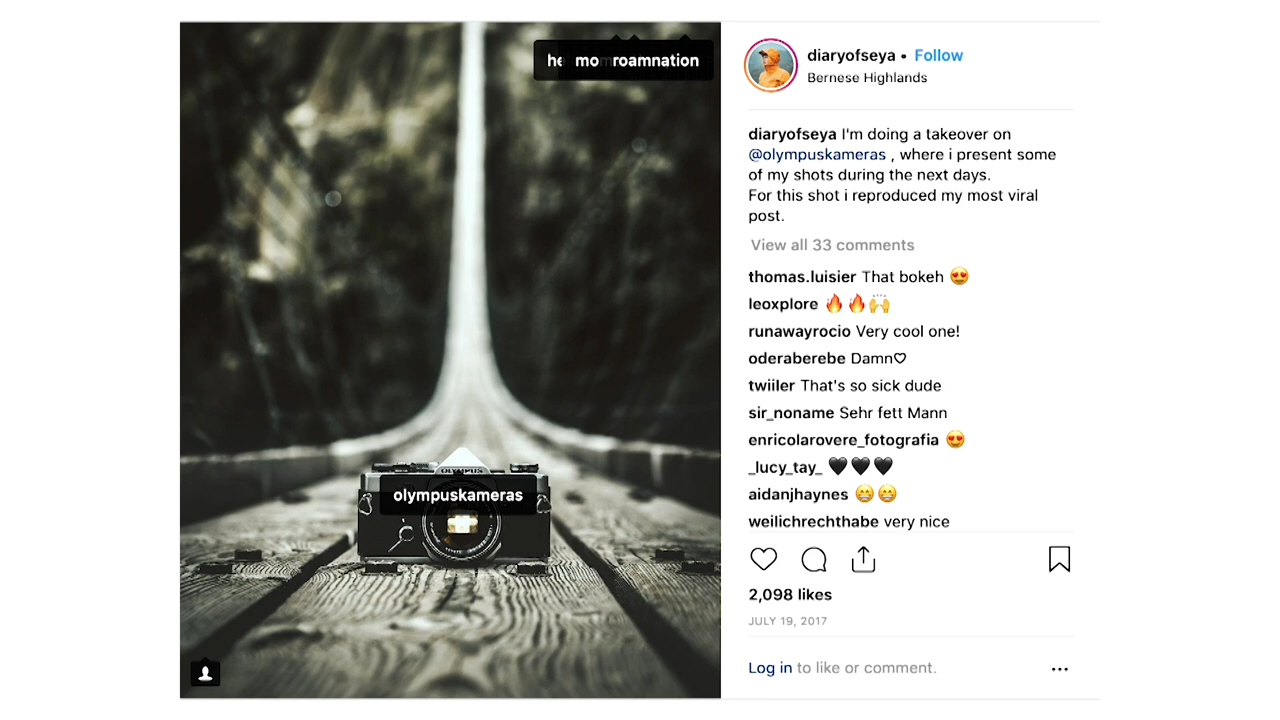 he mo roamnation
OLYMPUS
olympuskameras
diaryofseya • Follow
Bernese Highlands
diaryofseya I'm doing a takeover on
@olympuskameras , where i present some
of my shots during the next days.
For this shot i reproduced my most viral
post.
View all 33 comments
thomas.luisier That bokeh 😍
leoxplore 🔥🔥🙌
runawayrocio Very cool one!
oderaberebe Damn♡
twiiler That's so sick dude
sir_noname Sehr fett Mann
enricolarovere_fotografia 😍
_lucy_tay_ 🖤🖤🖤
aidanjhaynes 😁😁
weilichrechthabe very nice
2,098 likes
JULY 19, 2017
Log in to like or comment.